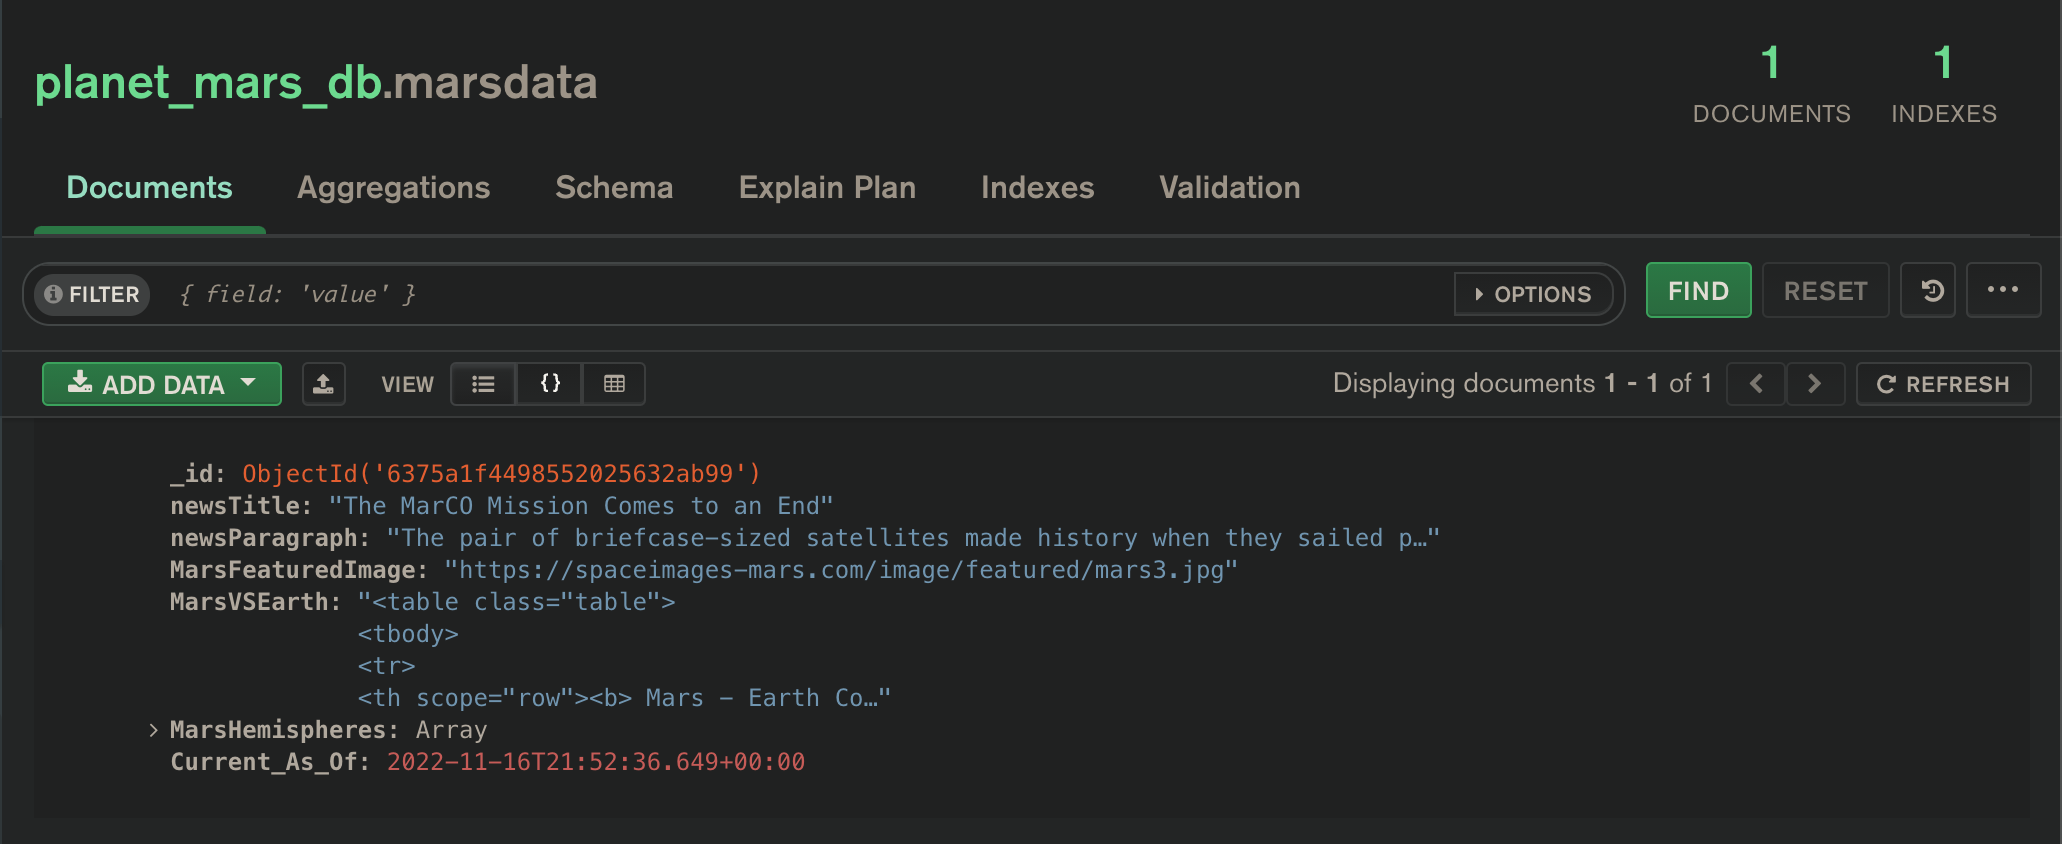 planet_mars_db.marsdata
1 1
DOCUMENTS INDEXES
Documents Aggregations Schema Explain Plan Indexes Validation
FILTER { field: 'value' } OPTIONS FIND RESET
ADD DATA VIEW {} Displaying documents 1 - 1 of 1 REFRESH
_id: ObjectId('6375a1f4498552025632ab99')
newsTitle: "The MarCO Mission Comes to an End"
newsParagraph: "The pair of briefcase-sized satellites made history when they sailed p…"
MarsFeaturedImage: "https://spaceimages-mars.com/image/featured/mars3.jpg"
MarsVSEarth: "<table class="table">
<tbody>
<tr>
<th scope="row"><b> Mars - Earth Co…"
MarsHemispheres: Array
Current_As_Of: 2022-11-16T21:52:36.649+00:00